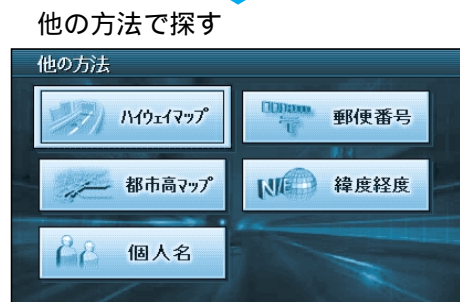 他の方法で探す
他の方法
ﾊｲｳｪｲﾏｯﾌﾟ
郵便番号
都市高ﾏｯﾌﾟ
N/E
緯度経度
個人名